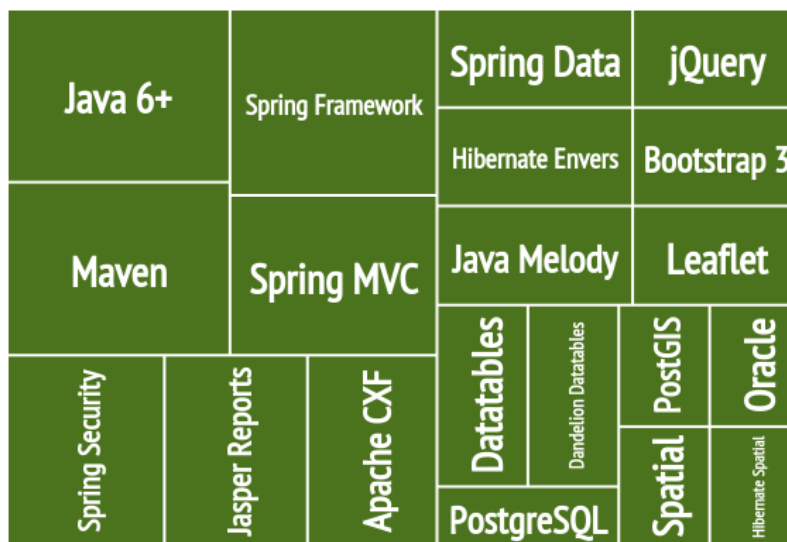 Java 6+
Spring Framework
Spring Data
jQuery
Hibernate Envers
Bootstrap 3
Maven
Spring MVC
Java Melody
Leaflet
Spring Security
Jasper Reports
Apache CXF
Datatables
Dandelion Datatables
PostGIS
Oracle
PostgreSQL
Spatial
Hibernate Spatial